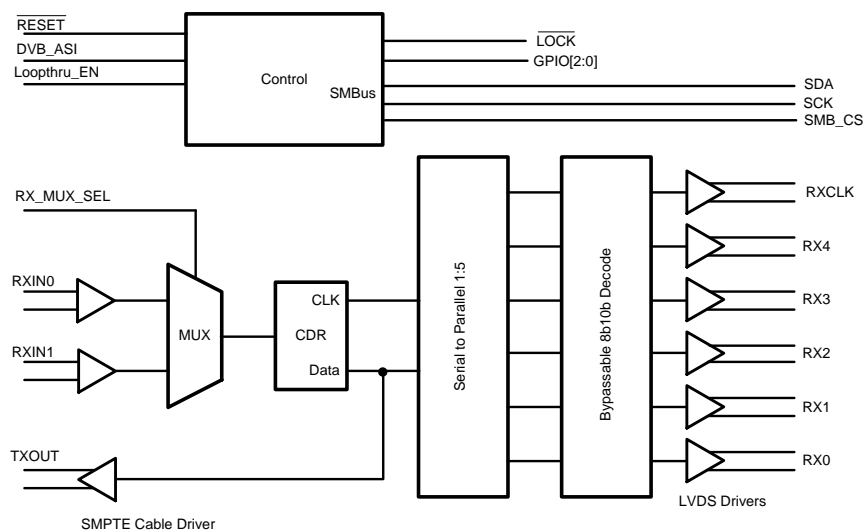 RESET
DVB_ASI
Loopthru_EN
Control
SMBus
LOCK
GPIO[2:0]
SDA
SCK
SMB_CS
RX_MUX_SEL
RXIN0
RXIN1
MUX
CLK
CDR
Data
Serial to Parallel 1:5
Bypassable 8b10b Decode
RXCLK
RX4
RX3
RX2
RX1
RX0
TXOUT
SMPTE Cable Driver
LVDS Drivers